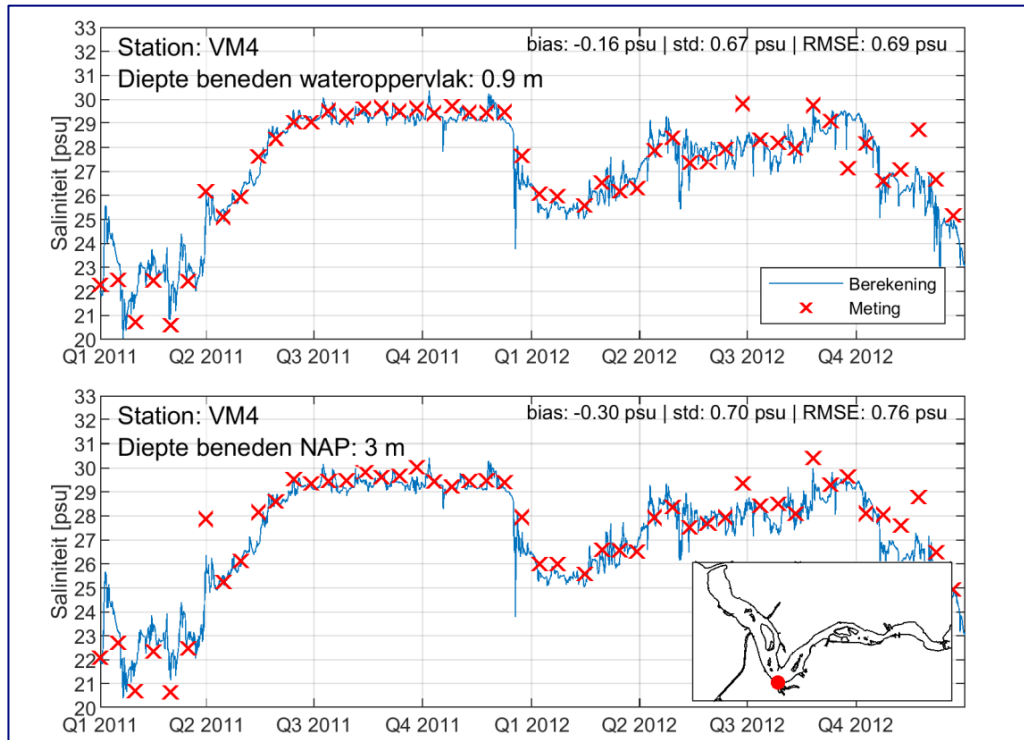 33
Station: VM4
bias: -0.16 psu | std: 0.67 psu | RMSE: 0.69 psu
32
Diepte beneden wateroppervlak: 0.9 m
31
30
29
28
27
26
25
24
23
22
21
20
Saliniteit [psu]
Berekening
Meting
Q1 2011 Q2 2011 Q3 2011 Q4 2011 Q1 2012 Q2 2012 Q3 2012 Q4 2012
33
Station: VM4
bias: -0.30 psu | std: 0.70 psu | RMSE: 0.76 psu
32
Diepte beneden NAP: 3 m
31
30
29
28
27
26
25
24
23
22
21
20
Saliniteit [psu]
Q1 2011 Q2 2011 Q3 2011 Q4 2011 Q1 2012 Q2 2012 Q3 2012 Q4 2012